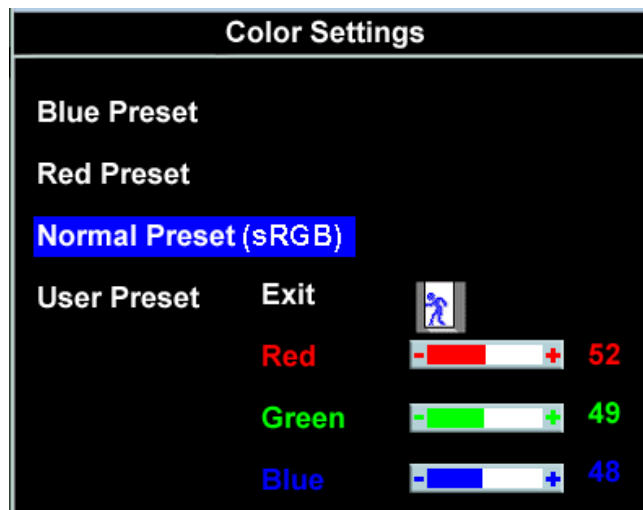 Color Settings
Blue Preset
Red Preset
Normal Preset (sRGB)
User Preset Exit
Red - + 52
Green - + 49
Blue - + 48